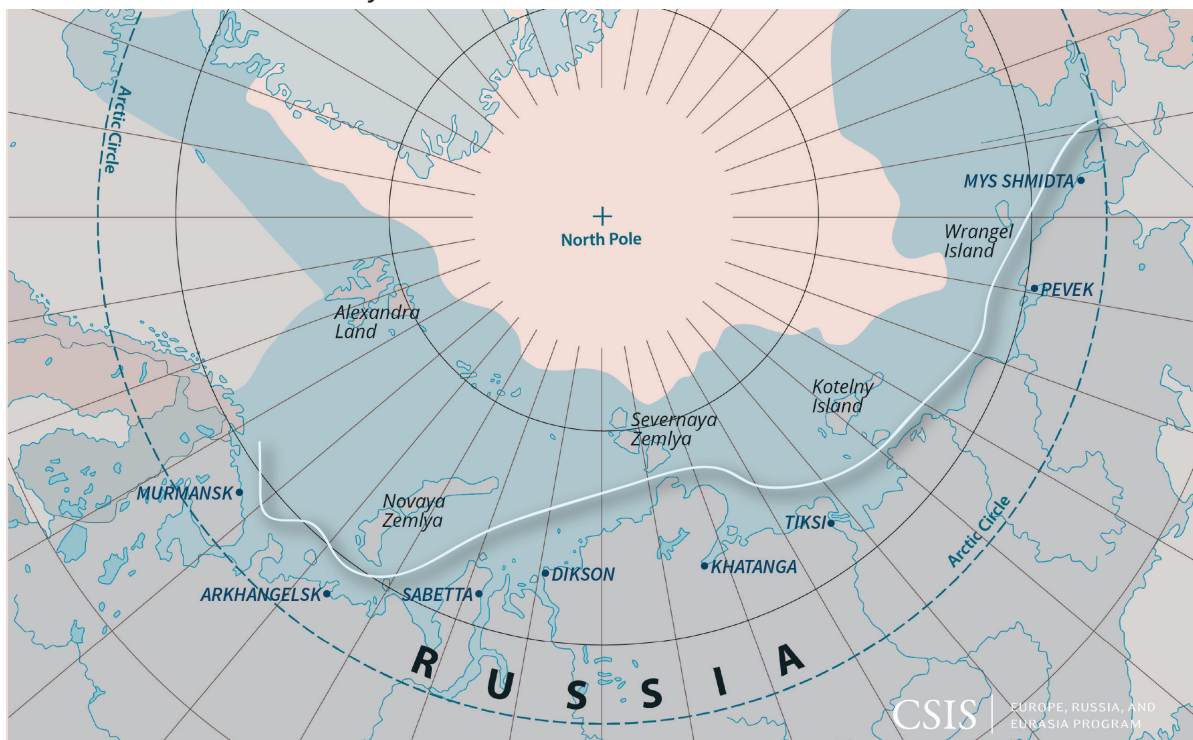 Arctic Circle
North Pole
MYS SHMIDTA
Wrangel
Island
PEVEK
Alexandra
Land
Kotelny
Island
Severnaya
Zemlya
MURMANSK
Novaya
Zemlya
TIKSI
Arctic Circle
KHATANGA
DIKSON
ARKHANGELSK
SABETTA
RUSSIA
CSIS
EUROPE, RUSSIA, AND
EURASIA PROGRAM